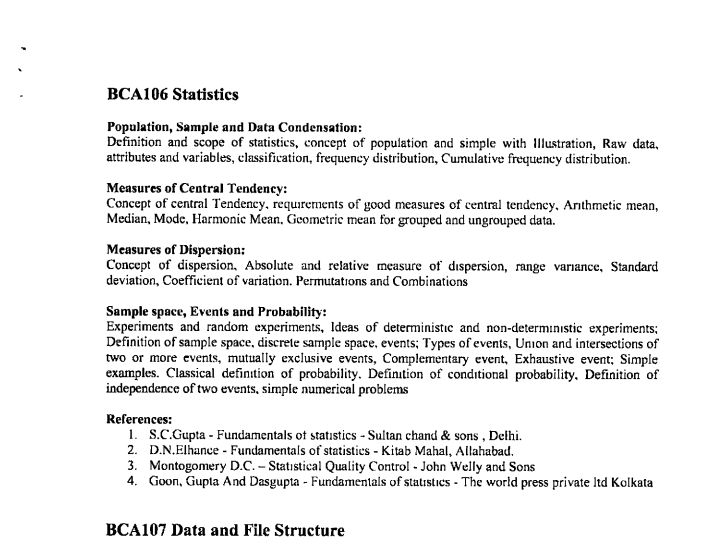 BCA106 Statistics
Population, Sample and Data Condensation:
Definition and scope of statistics, concept of population and simple with Illustration, Raw data,
attributes and variables, classification, frequency distribution, Cumulative frequency distribution.
Measures of Central Tendency:
Concept of central Tendency, requirements of good measures of central tendency, Arithmetic mean,
Median, Mode, Harmonic Mean, Geometric mean for grouped and ungrouped data.
Measures of Dispersion:
Concept of dispersion, Absolute and relative measure of dispersion, range variance, Standard
deviation, Coefficient of variation. Permutations and Combinations
Sample space, Events and Probability:
Experiments and random experiments, Ideas of deterministic and non-deterministic experiments;
Definition of sample space, discrete sample space, events; Types of events, Union and intersections of
two or more events, mutually exclusive events, Complementary event, Exhaustive event; Simple
examples. Classical definition of probability, Definition of conditional probability, Definition of
independence of two events, simple numerical problems
References:
1. S.C.Gupta - Fundamentals of statistics - Sultan chand & sons , Delhi.
2. D.N.Elhance - Fundamentals of statistics - Kitab Mahal, Allahabad.
3. Montogomery D.C. – Statistical Quality Control - John Welly and Sons
4. Goon, Gupta And Dasgupta - Fundamentals of statistics - The world press private ltd Kolkata
BCA107 Data and File Structure